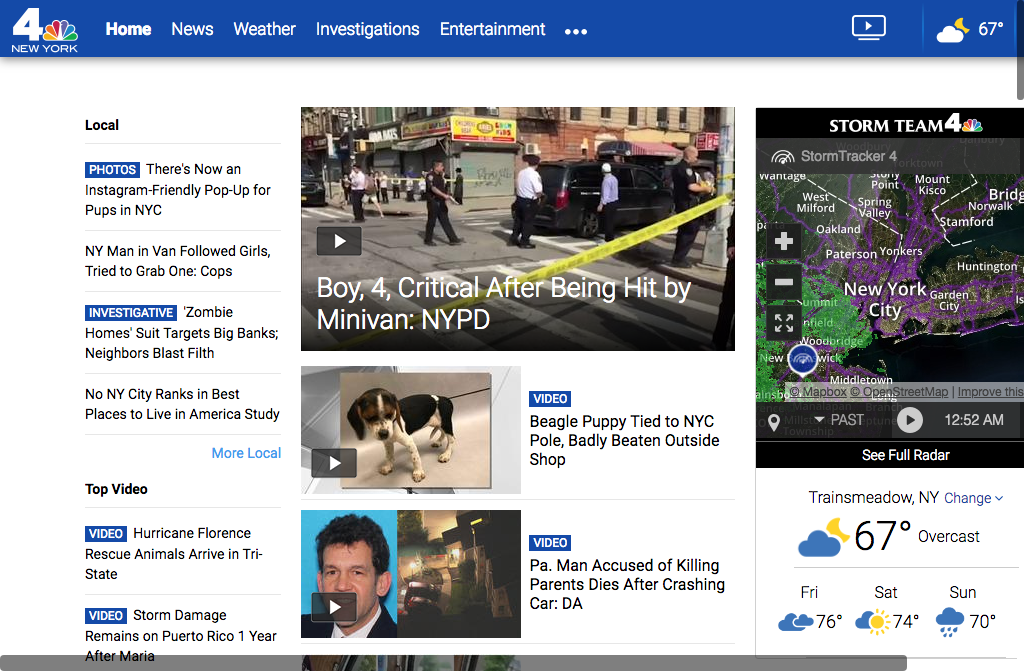 4
NEW YORK
Home
News
Weather
Investigations
Entertainment
67°
Local
PHOTOS There's Now an
Instagram-Friendly Pop-Up for
Pups in NYC
NY Man in Van Followed Girls,
Tried to Grab One: Cops
INVESTIGATIVE 'Zombie
Homes' Suit Targets Big Banks;
Neighbors Blast Filth
No NY City Ranks in Best
Places to Live in America Study
More Local
Top Video
VIDEO Hurricane Florence
Rescue Animals Arrive in Tri-
State
VIDEO Storm Damage
Remains on Puerto Rico 1 Year
After Maria
Boy, 4, Critical After Being Hit by
Minivan: NYPD
VIDEO
Beagle Puppy Tied to NYC
Pole, Badly Beaten Outside
Shop
VIDEO
Pa. Man Accused of Killing
Parents Dies After Crashing
Car: DA
STORM TEAM 4
StormTracker 4
Wantage
Stony
Point
Mount
Kisco
West
Milford
Spring
Valley
Norwalk
Stamford
Oakland
Paterson
Yonkers
Huntington
New York
City
Garden
City
Woodbridge
Middletown
© Mapbox © OpenStreetMap | Improve this
PAST
12:52 AM
See Full Radar
Trainsmeadow, NY Change
67° Overcast
Fri
Sat
Sun
76°
74°
70°